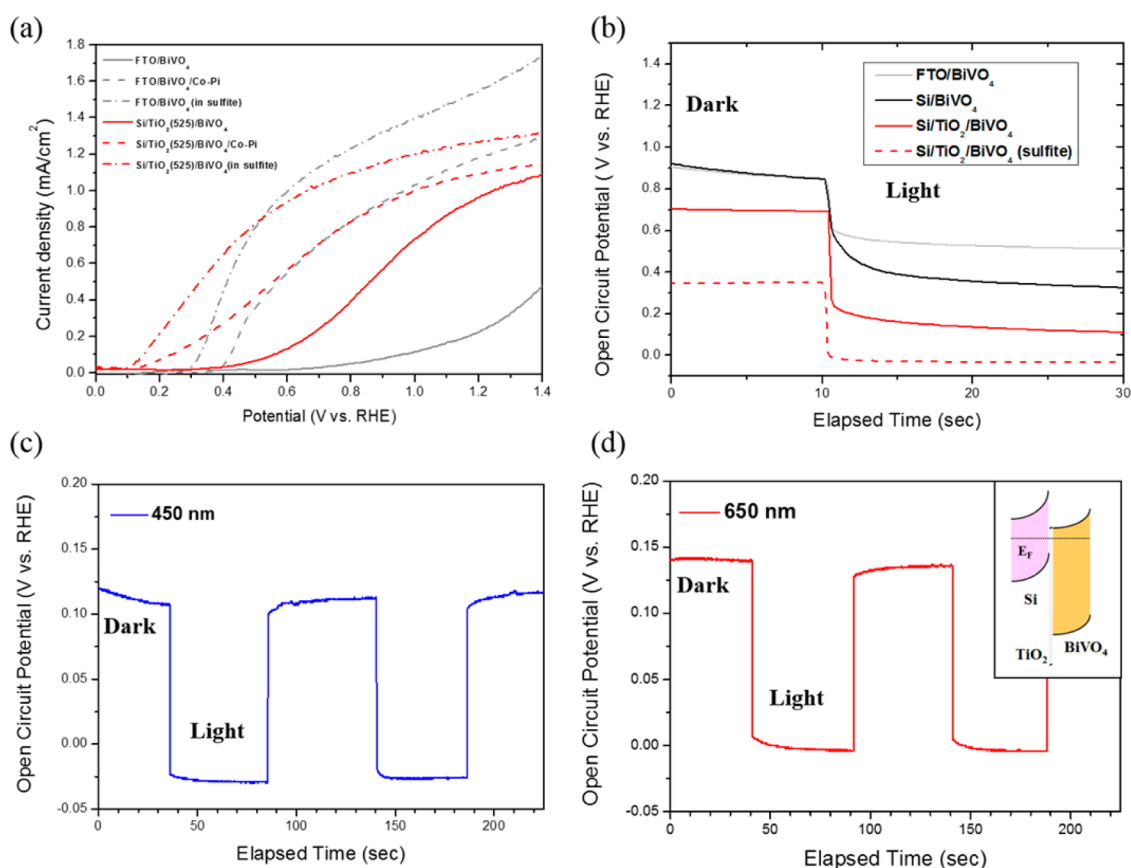 (a)
Current density (mA/cm²)
1.8
1.6
1.4
1.2
1.0
0.8
0.6
0.4
0.2
0.0
FTO/BiVO₄
FTO/BiVO₄/Co-Pi
FTO/BiVO₄(in sulfite)
Si/TiO₂(525)/BiVO₄
Si/TiO₂(525)/BiVO₄/Co-Pi
Si/TiO₂(525)/BiVO₄(in sulfite)
0.0 0.2 0.4 0.6 0.8 1.0 1.2 1.4
Potential (V vs. RHE)
(b)
Open Circuit Potential ( V vs. RHE)
1.4
1.2
1.0
0.8
0.6
0.4
0.2
0.0
FTO/BiVO₄
Si/BiVO₄
Si/TiO₂/BiVO₄
Si/TiO₂/BiVO₄ (sulfite)
Dark
Light
0 10 20 30
Elapsed Time (sec)
(c)
Open Circuit Potential (V vs. RHE)
0.20
0.15
0.10
0.05
0.00
-0.05
450 nm
Dark
Light
0 50 100 150 200
Elapsed Time (sec)
(d)
Open Circuit Potential (V vs. RHE)
0.20
0.15
0.10
0.05
0.00
-0.05
650 nm
Dark
Light
E_F
Si
TiO₂
BiVO₄
0 50 100 150 200
Elapsed Time (sec)